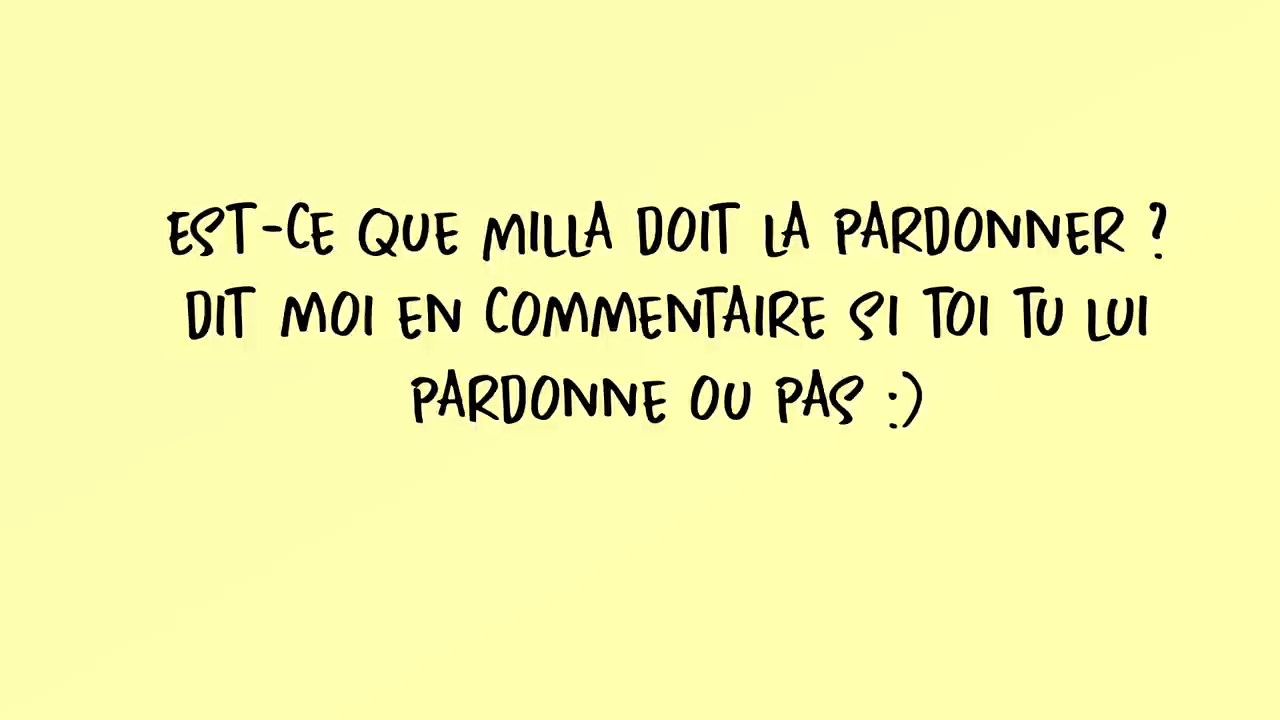 EST-CE QUE MILLA DOIT LA PARDONNER ?
DIT MOI EN COMMENTAIRE SI TOI TU LUI
PARDONNE OU PAS :)